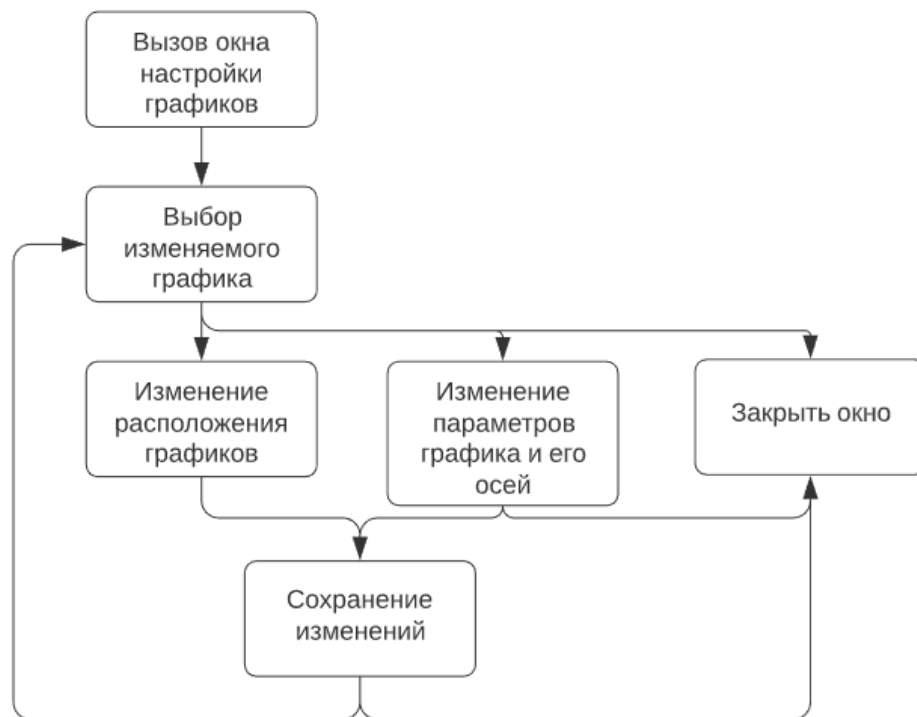 Вызов окна
настройки
графиков
Выбор
изменяемого
графика
Изменение
расположения
графиков
Изменение
параметров
графика и его
осей
Закрыть окно
Сохранение
изменений